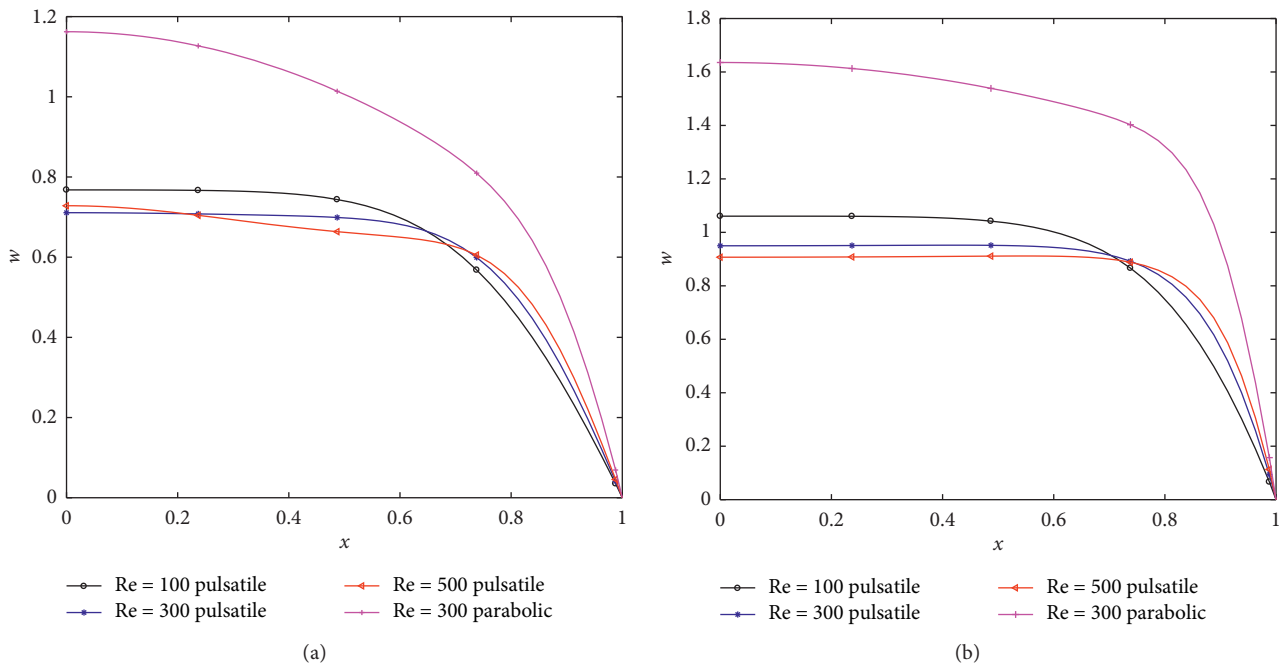 1.2
1
0.8
0.6
0.4
0.2
0
w
0 0.2 0.4 0.6 0.8 1
x
Re = 100 pulsatile
Re = 300 pulsatile
Re = 500 pulsatile
Re = 300 parabolic
(a)
1.8
1.6
1.4
1.2
1
0.8
0.6
0.4
0.2
0
w
0 0.2 0.4 0.6 0.8 1
x
Re = 100 pulsatile
Re = 300 pulsatile
Re = 500 pulsatile
Re = 300 parabolic
(b)